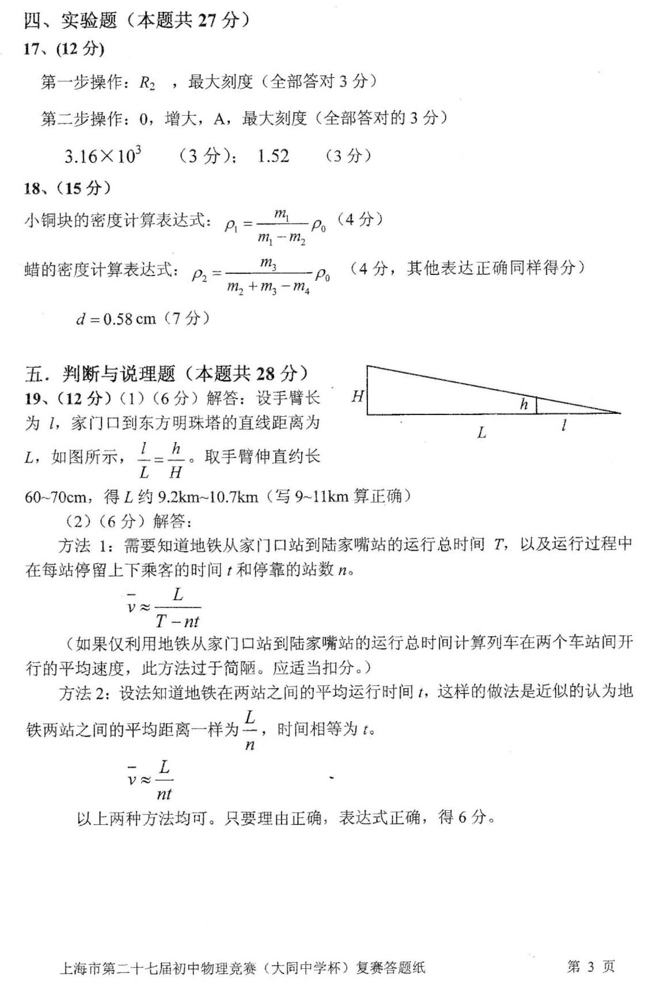 四、实验题（本题共 27 分）
17、(12 分)
第一步操作：R₂ ，最大刻度（全部答对 3 分）
第二步操作：0，增大，A，最大刻度（全部答对的 3 分）
3.16×10³ （3 分）； 1.52 （3 分）
18、（15 分）
小铜块的密度计算表达式： ρ₁ = m₁/(m₁－m₂) ρ₀（4 分）
蜡的密度计算表达式： ρ₂ = m₃/(m₂＋m₃－m₄) ρ₀ （4 分，其他表达正确同样得分）
d = 0.58 cm（7 分）
五．判断与说理题（本题共 28 分）
19、（12 分）（1）（6 分）解答：设手臂长
为 l，家门口到东方明珠塔的直线距离为
L，如图所示， l/L = h/H 。取手臂伸直约长
H
h
L
l
60~70cm，得 L 约 9.2km~10.7km（写 9~11km 算正确）
（2）（6 分）解答：
方法 1：需要知道地铁从家门口站到陆家嘴站的运行总时间 T，以及运行过程中
在每站停留上下乘客的时间 t 和停靠的站数 n。
v̄ ≈ L/(T－nt)
（如果仅利用地铁从家门口站到陆家嘴站的运行总时间计算列车在两个车站间开
行的平均速度，此方法过于简陋。应适当扣分。）
方法 2：设法知道地铁在两站之间的平均运行时间 t，这样的做法是近似的认为地
铁两站之间的平均距离一样为 L/n ，时间相等为 t。
v̄ ≈ L/nt
以上两种方法均可。只要理由正确，表达式正确，得 6 分。
上海市第二十七届初中物理竞赛（大同中学杯）复赛答题纸 第 3 页